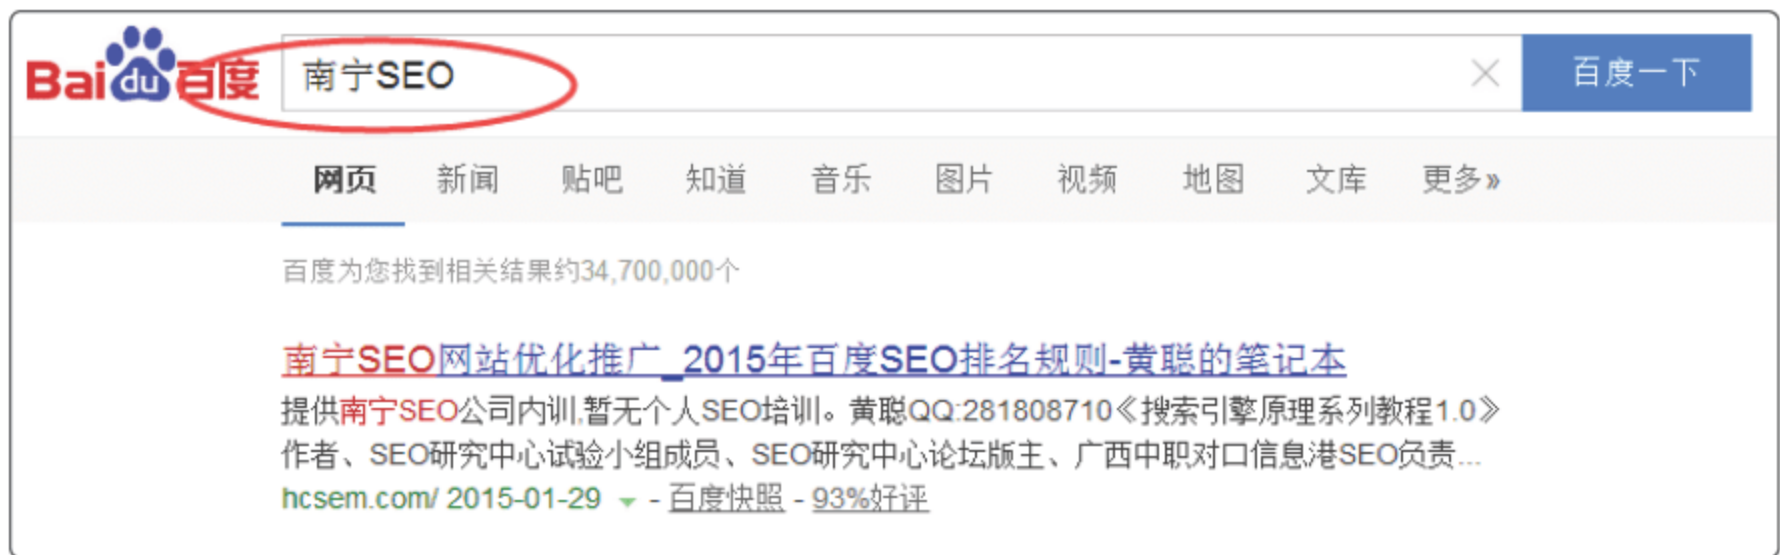 Bai du 百度 南宁SEO 百度一下
网页 新闻 贴吧 知道 音乐 图片 视频 地图 文库 更多»
百度为您找到相关结果约34,700,000个
南宁SEO网站优化推广_2015年百度SEO排名规则-黄聪的笔记本
提供南宁SEO公司内训,暂无个人SEO培训。黄聪QQ:281808710《搜索引擎原理系列教程1.0》
作者、SEO研究中心试验小组成员、SEO研究中心论坛版主、广西中职对口信息港SEO负责...
hcsem.com/ 2015-01-29 - 百度快照 - 93%好评